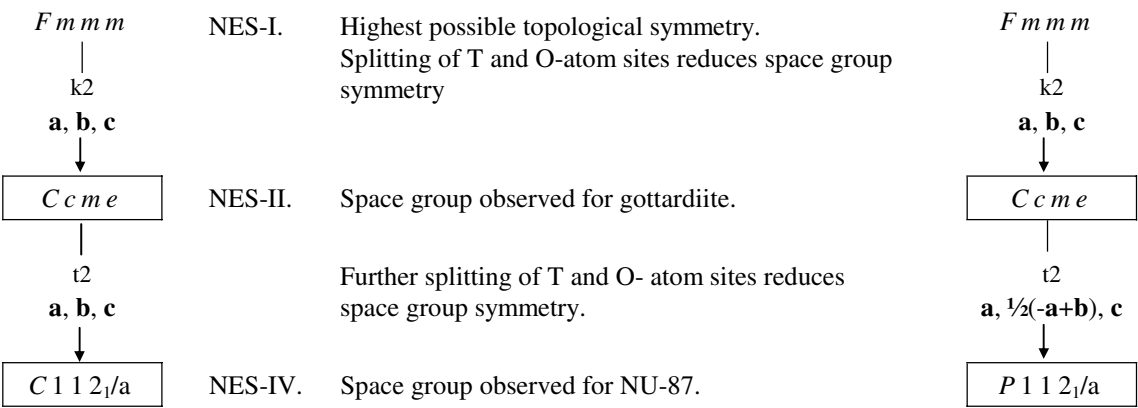 F m m m
k2
a, b, c
C c m e
t2
a, b, c
C 1 1 2₁/a
NES-I. Highest possible topological symmetry.
Splitting of T and O-atom sites reduces space group
symmetry
NES-II. Space group observed for gottardiite.
Further splitting of T and O- atom sites reduces
space group symmetry.
NES-IV. Space group observed for NU-87.
F m m m
k2
a, b, c
C c m e
t2
a, ½(-a+b), c
P 1 1 2₁/a